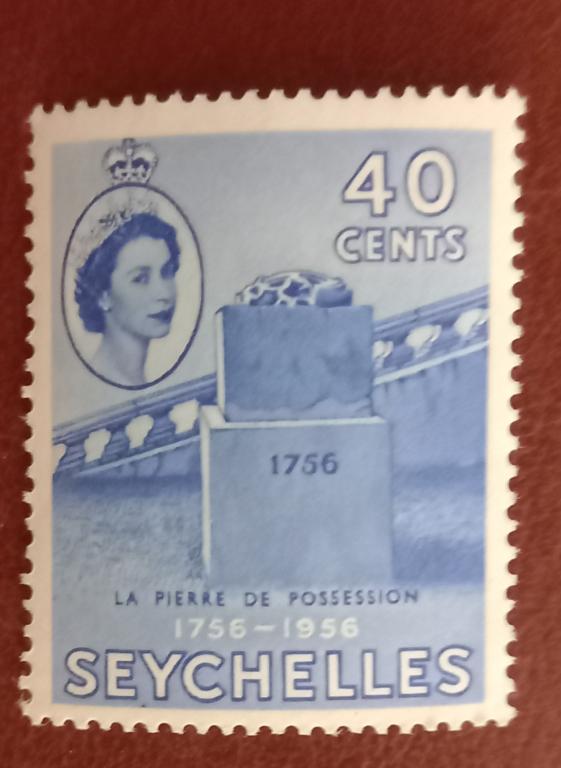 40
CENTS
1756
LA PIERRE DE POSSESSION
1756-1956
SEYCHELLES